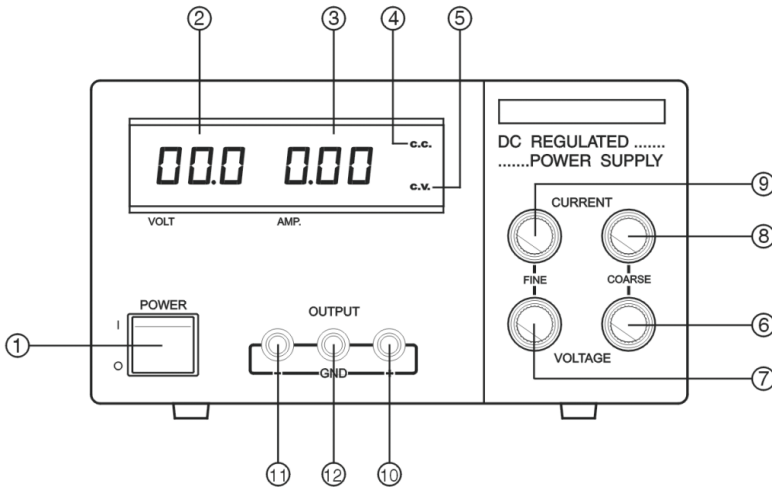 ② ③ ④ ⑤
00.0 0.00 c.c.
c.v.
VOLT AMP.
DC REGULATED .......
.......POWER SUPPLY
⑨
CURRENT
⑧
FINE COARSE
⑥
VOLTAGE
⑦
POWER
I
①
O
OUTPUT
- GND +
⑪ ⑫ ⑩